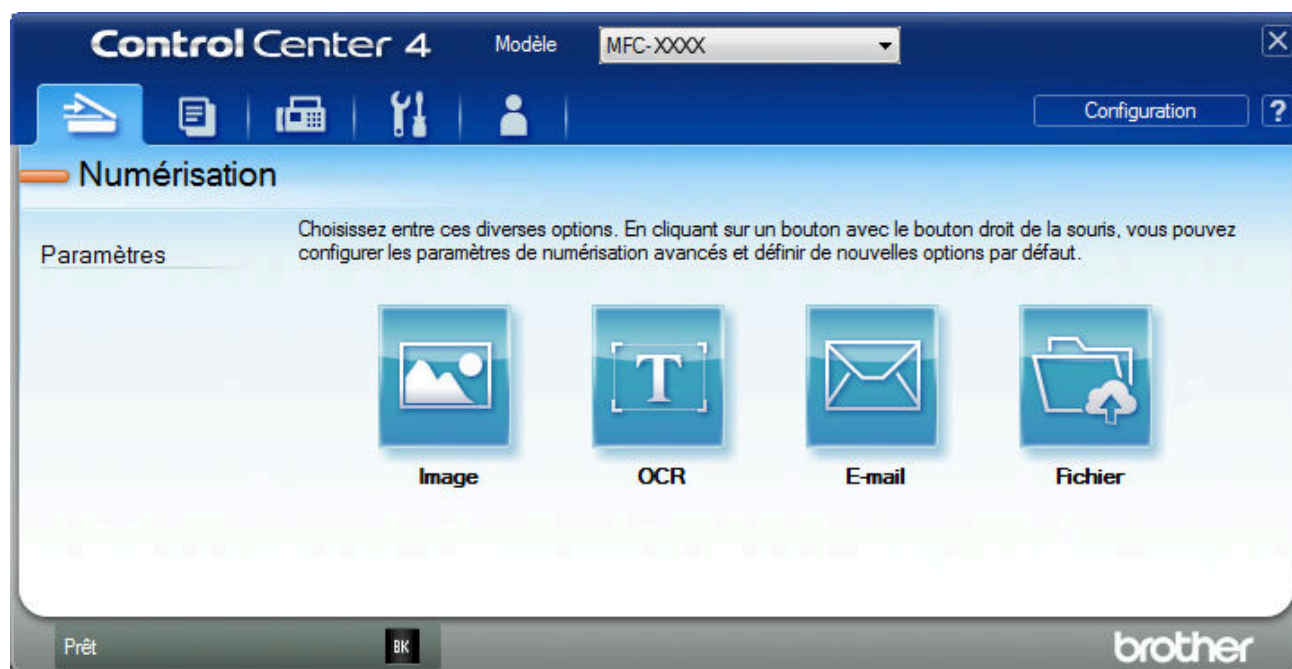 Control Center 4 Modèle MFC-XXXX
Configuration ?
Numérisation
Paramètres
Choisissez entre ces diverses options. En cliquant sur un bouton avec le bouton droit de la souris, vous pouvez
configurer les paramètres de numérisation avancés et définir de nouvelles options par défaut.
T
Image OCR E-mail Fichier
Prêt BK brother